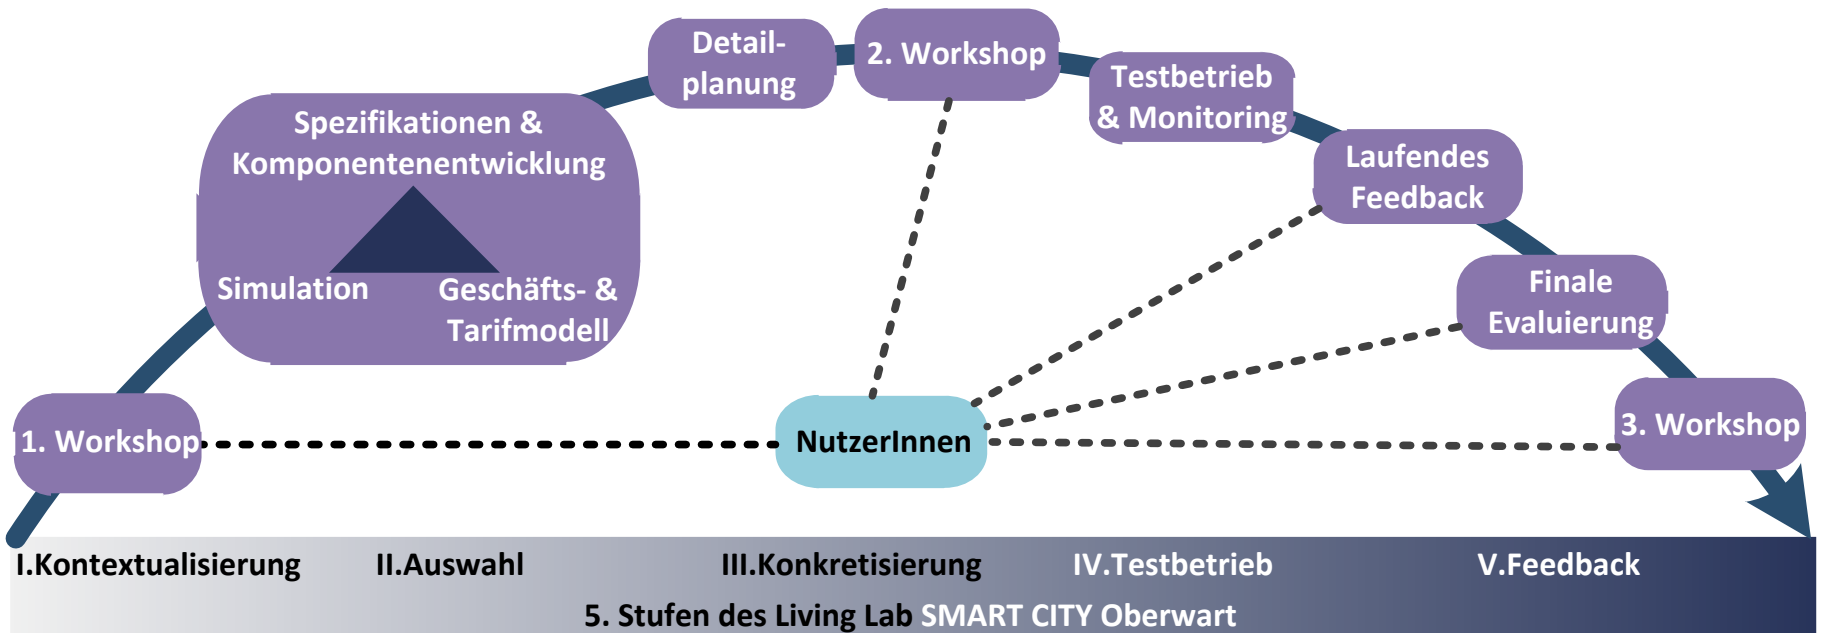 Detail-
planung
2. Workshop
Testbetrieb
& Monitoring
Spezifikationen &
Komponentenentwicklung
Simulation
Geschäfts- &
Tarifmodell
Laufendes
Feedback
Finale
Evaluierung
1. Workshop
NutzerInnen
3. Workshop
I.Kontextualisierung
II.Auswahl
III.Konkretisierung
IV.Testbetrieb
V.Feedback
5. Stufen des Living Lab SMART CITY Oberwart